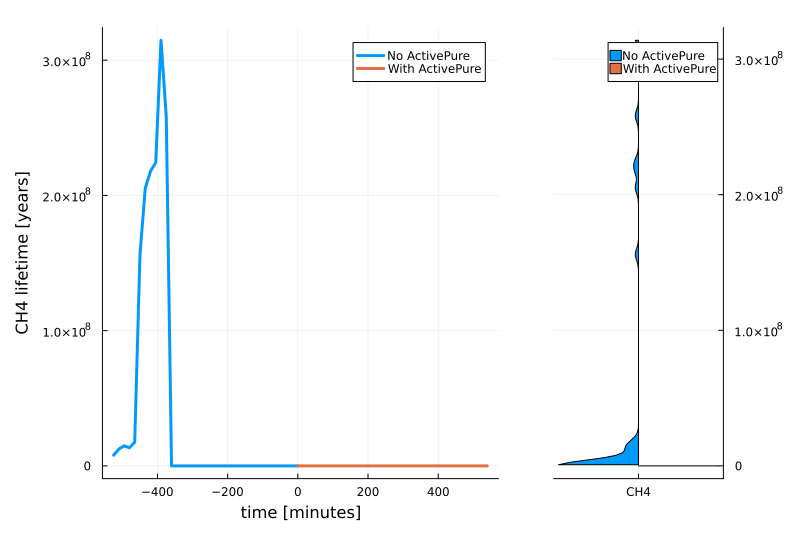 No ActivePure
With ActivePure
No ActivePure
With ActivePure
3.0×10⁸
2.0×10⁸
1.0×10⁸
0
CH4 lifetime [years]
−400
−200
0
200
400
time [minutes]
3.0×10⁸
2.0×10⁸
1.0×10⁸
0
CH4